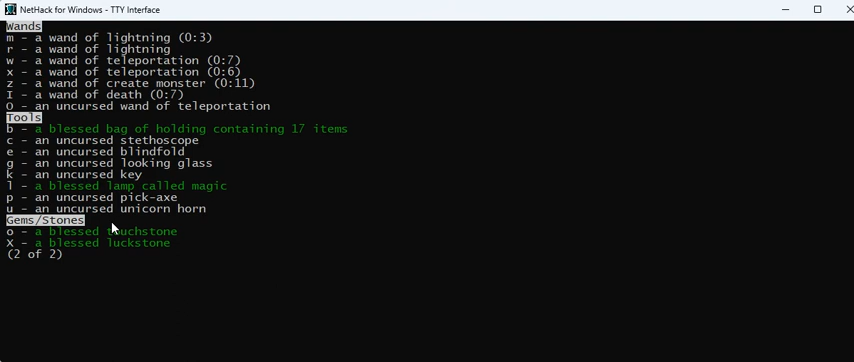 NetHack for Windows - TTY Interface
Wands
m - a wand of lightning (0:3)
r - a wand of lightning
w - a wand of teleportation (0:7)
x - a wand of teleportation (0:6)
z - a wand of create monster (0:11)
I - a wand of death (0:7)
O - an uncursed wand of teleportation
Tools
b - a blessed bag of holding containing 17 items
c - an uncursed stethoscope
e - an uncursed blindfold
g - an uncursed looking glass
k - an uncursed key
l - a blessed lamp called magic
p - an uncursed pick-axe
u - an uncursed unicorn horn
Gems/Stones
o - a blessed touchstone
X - a blessed luckstone
(2 of 2)